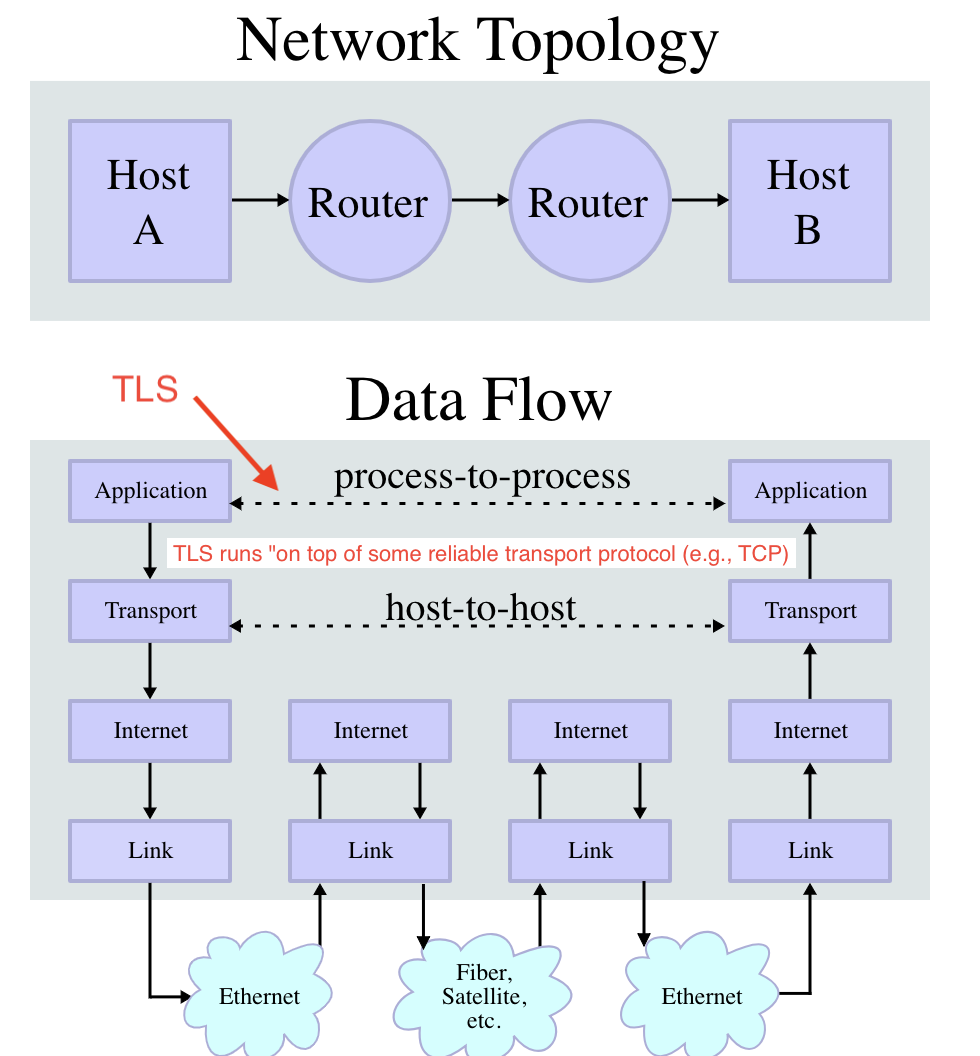 Network Topology
Host
A
Router
Router
Host
B
TLS
Data Flow
Application
process-to-process
Application
TLS runs "on top of some reliable transport protocol (e.g., TCP)
Transport
host-to-host
Transport
Internet
Internet
Internet
Internet
Link
Link
Link
Link
Ethernet
Fiber,
Satellite,
etc.
Ethernet